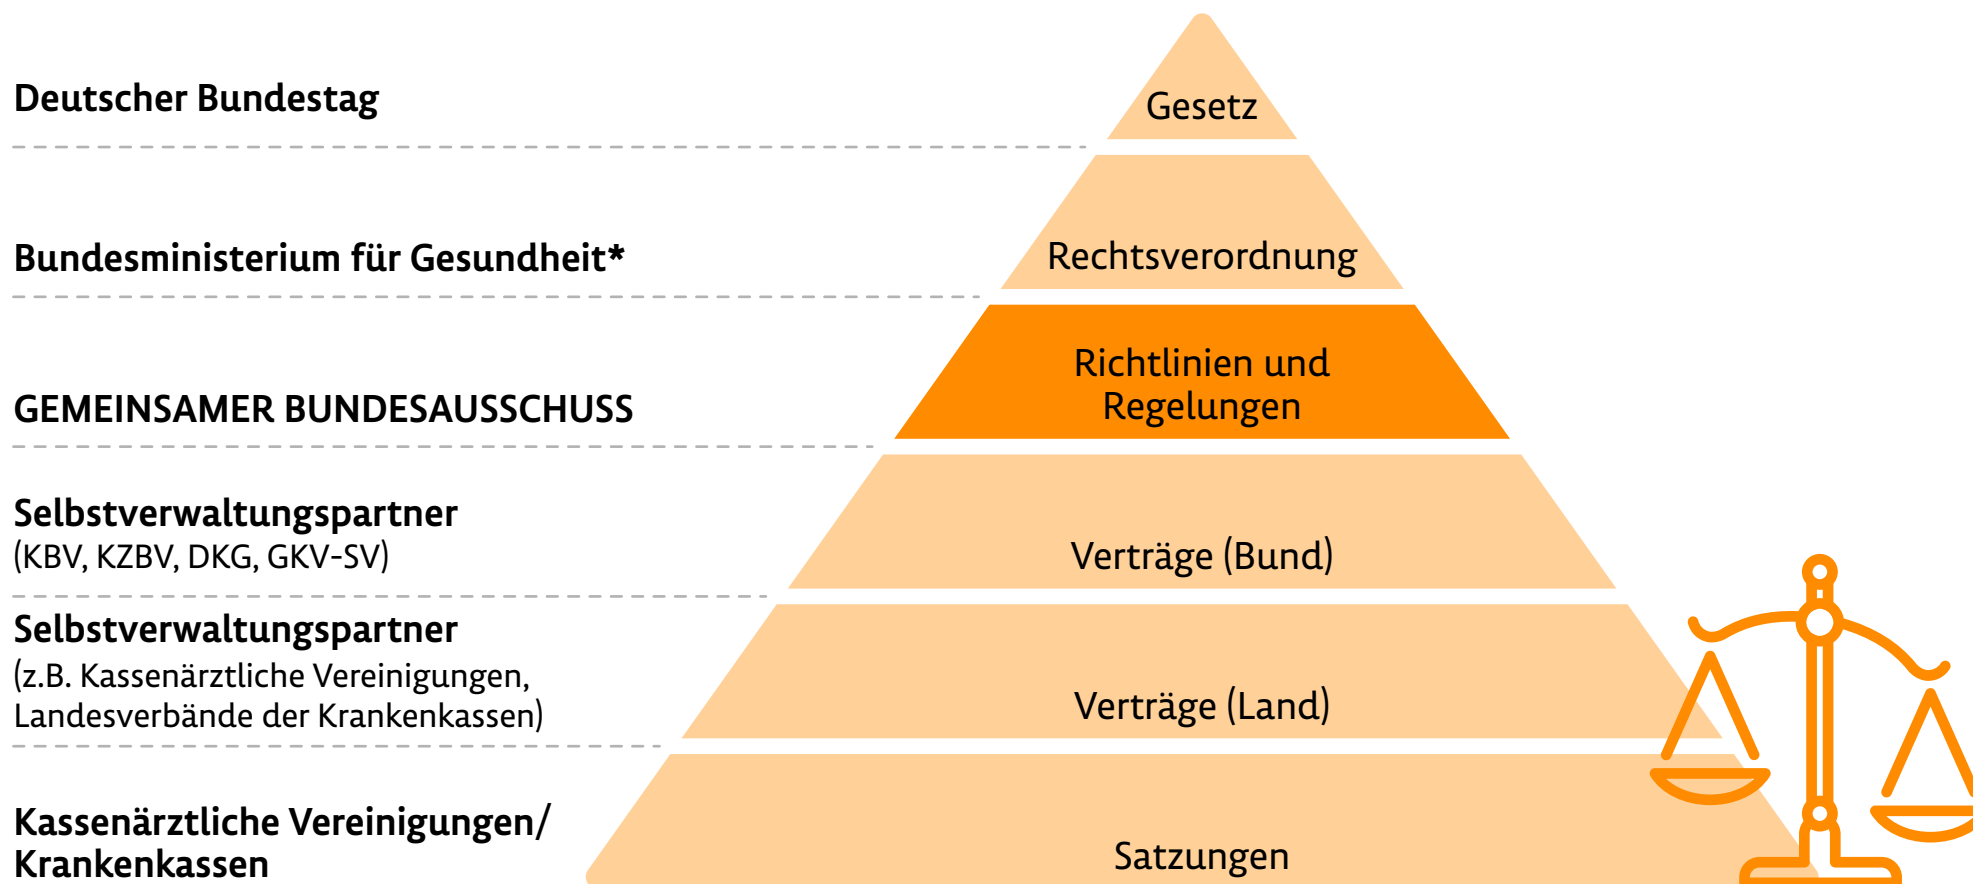 Deutscher Bundestag
Gesetz
Bundesministerium für Gesundheit*
Rechtsverordnung
GEMEINSAMER BUNDESAUSSCHUSS
Richtlinien und
Regelungen
Selbstverwaltungspartner
(KBV, KZBV, DKG, GKV-SV)
Verträge (Bund)
Selbstverwaltungspartner
(z.B. Kassenärztliche Vereinigungen,
Landesverbände der Krankenkassen)
Verträge (Land)
Kassenärztliche Vereinigungen/
Krankenkassen
Satzungen